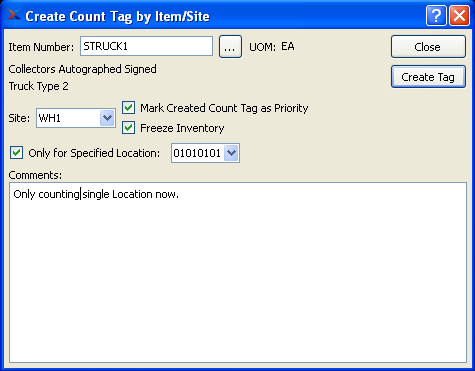 Create Count Tag by Item/Site
Item Number: STRUCK1 ... UOM: EA Close
Collectors Autographed Signed
Truck Type 2
Create Tag
Site: WH1 Mark Created Count Tag as Priority
Freeze Inventory
Only for Specified Location: 01010101
Comments:
Only counting single Location now.